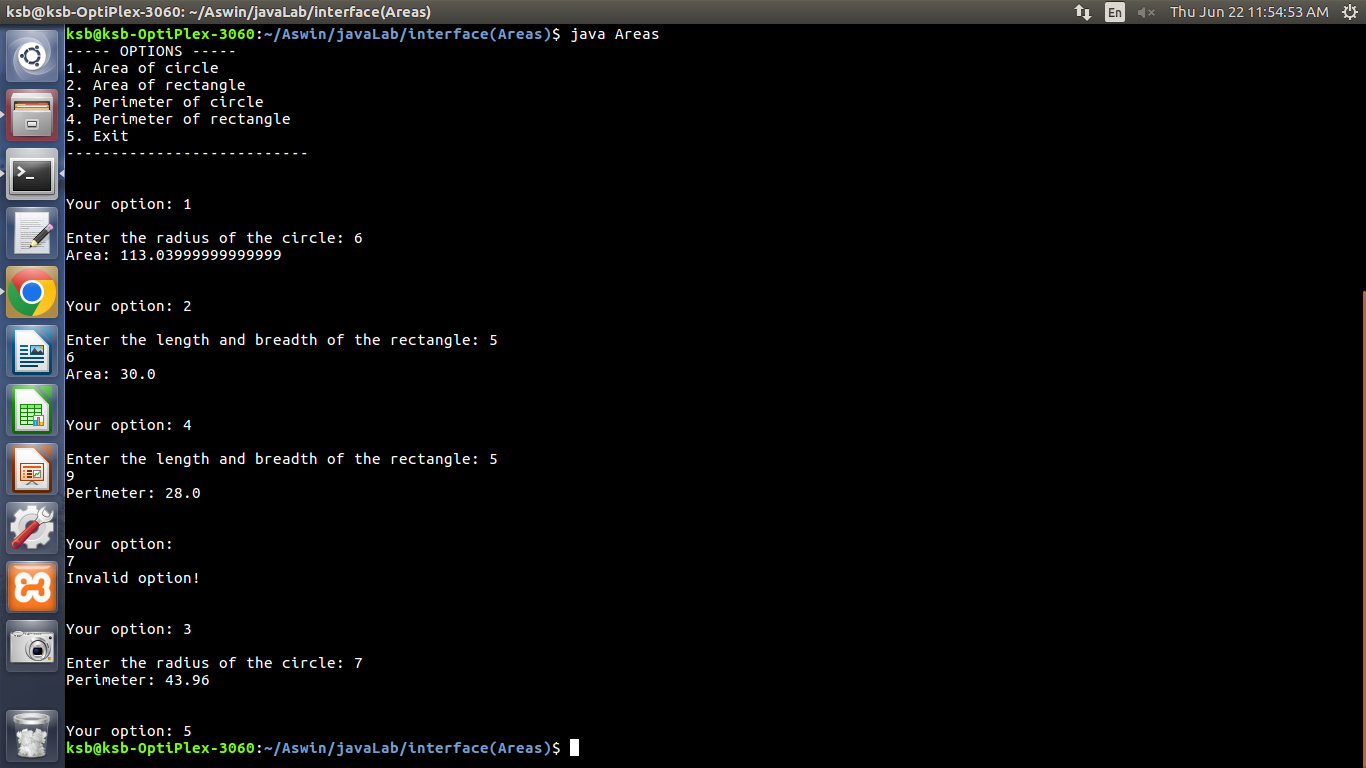 ksb@ksb-OptiPlex-3060: ~/Aswin/javaLab/interface(Areas)
En
Thu Jun 22 11:54:53 AM
ksb@ksb-OptiPlex-3060:~/Aswin/javaLab/interface(Areas)$ java Areas
----- OPTIONS -----
1. Area of circle
2. Area of rectangle
3. Perimeter of circle
4. Perimeter of rectangle
5. Exit
---------------------------
Your option: 1
Enter the radius of the circle: 6
Area: 113.03999999999999
Your option: 2
Enter the length and breadth of the rectangle: 5
6
Area: 30.0
Your option: 4
Enter the length and breadth of the rectangle: 5
9
Perimeter: 28.0
Your option:
7
Invalid option!
Your option: 3
Enter the radius of the circle: 7
Perimeter: 43.96
Your option: 5
ksb@ksb-OptiPlex-3060:~/Aswin/javaLab/interface(Areas)$